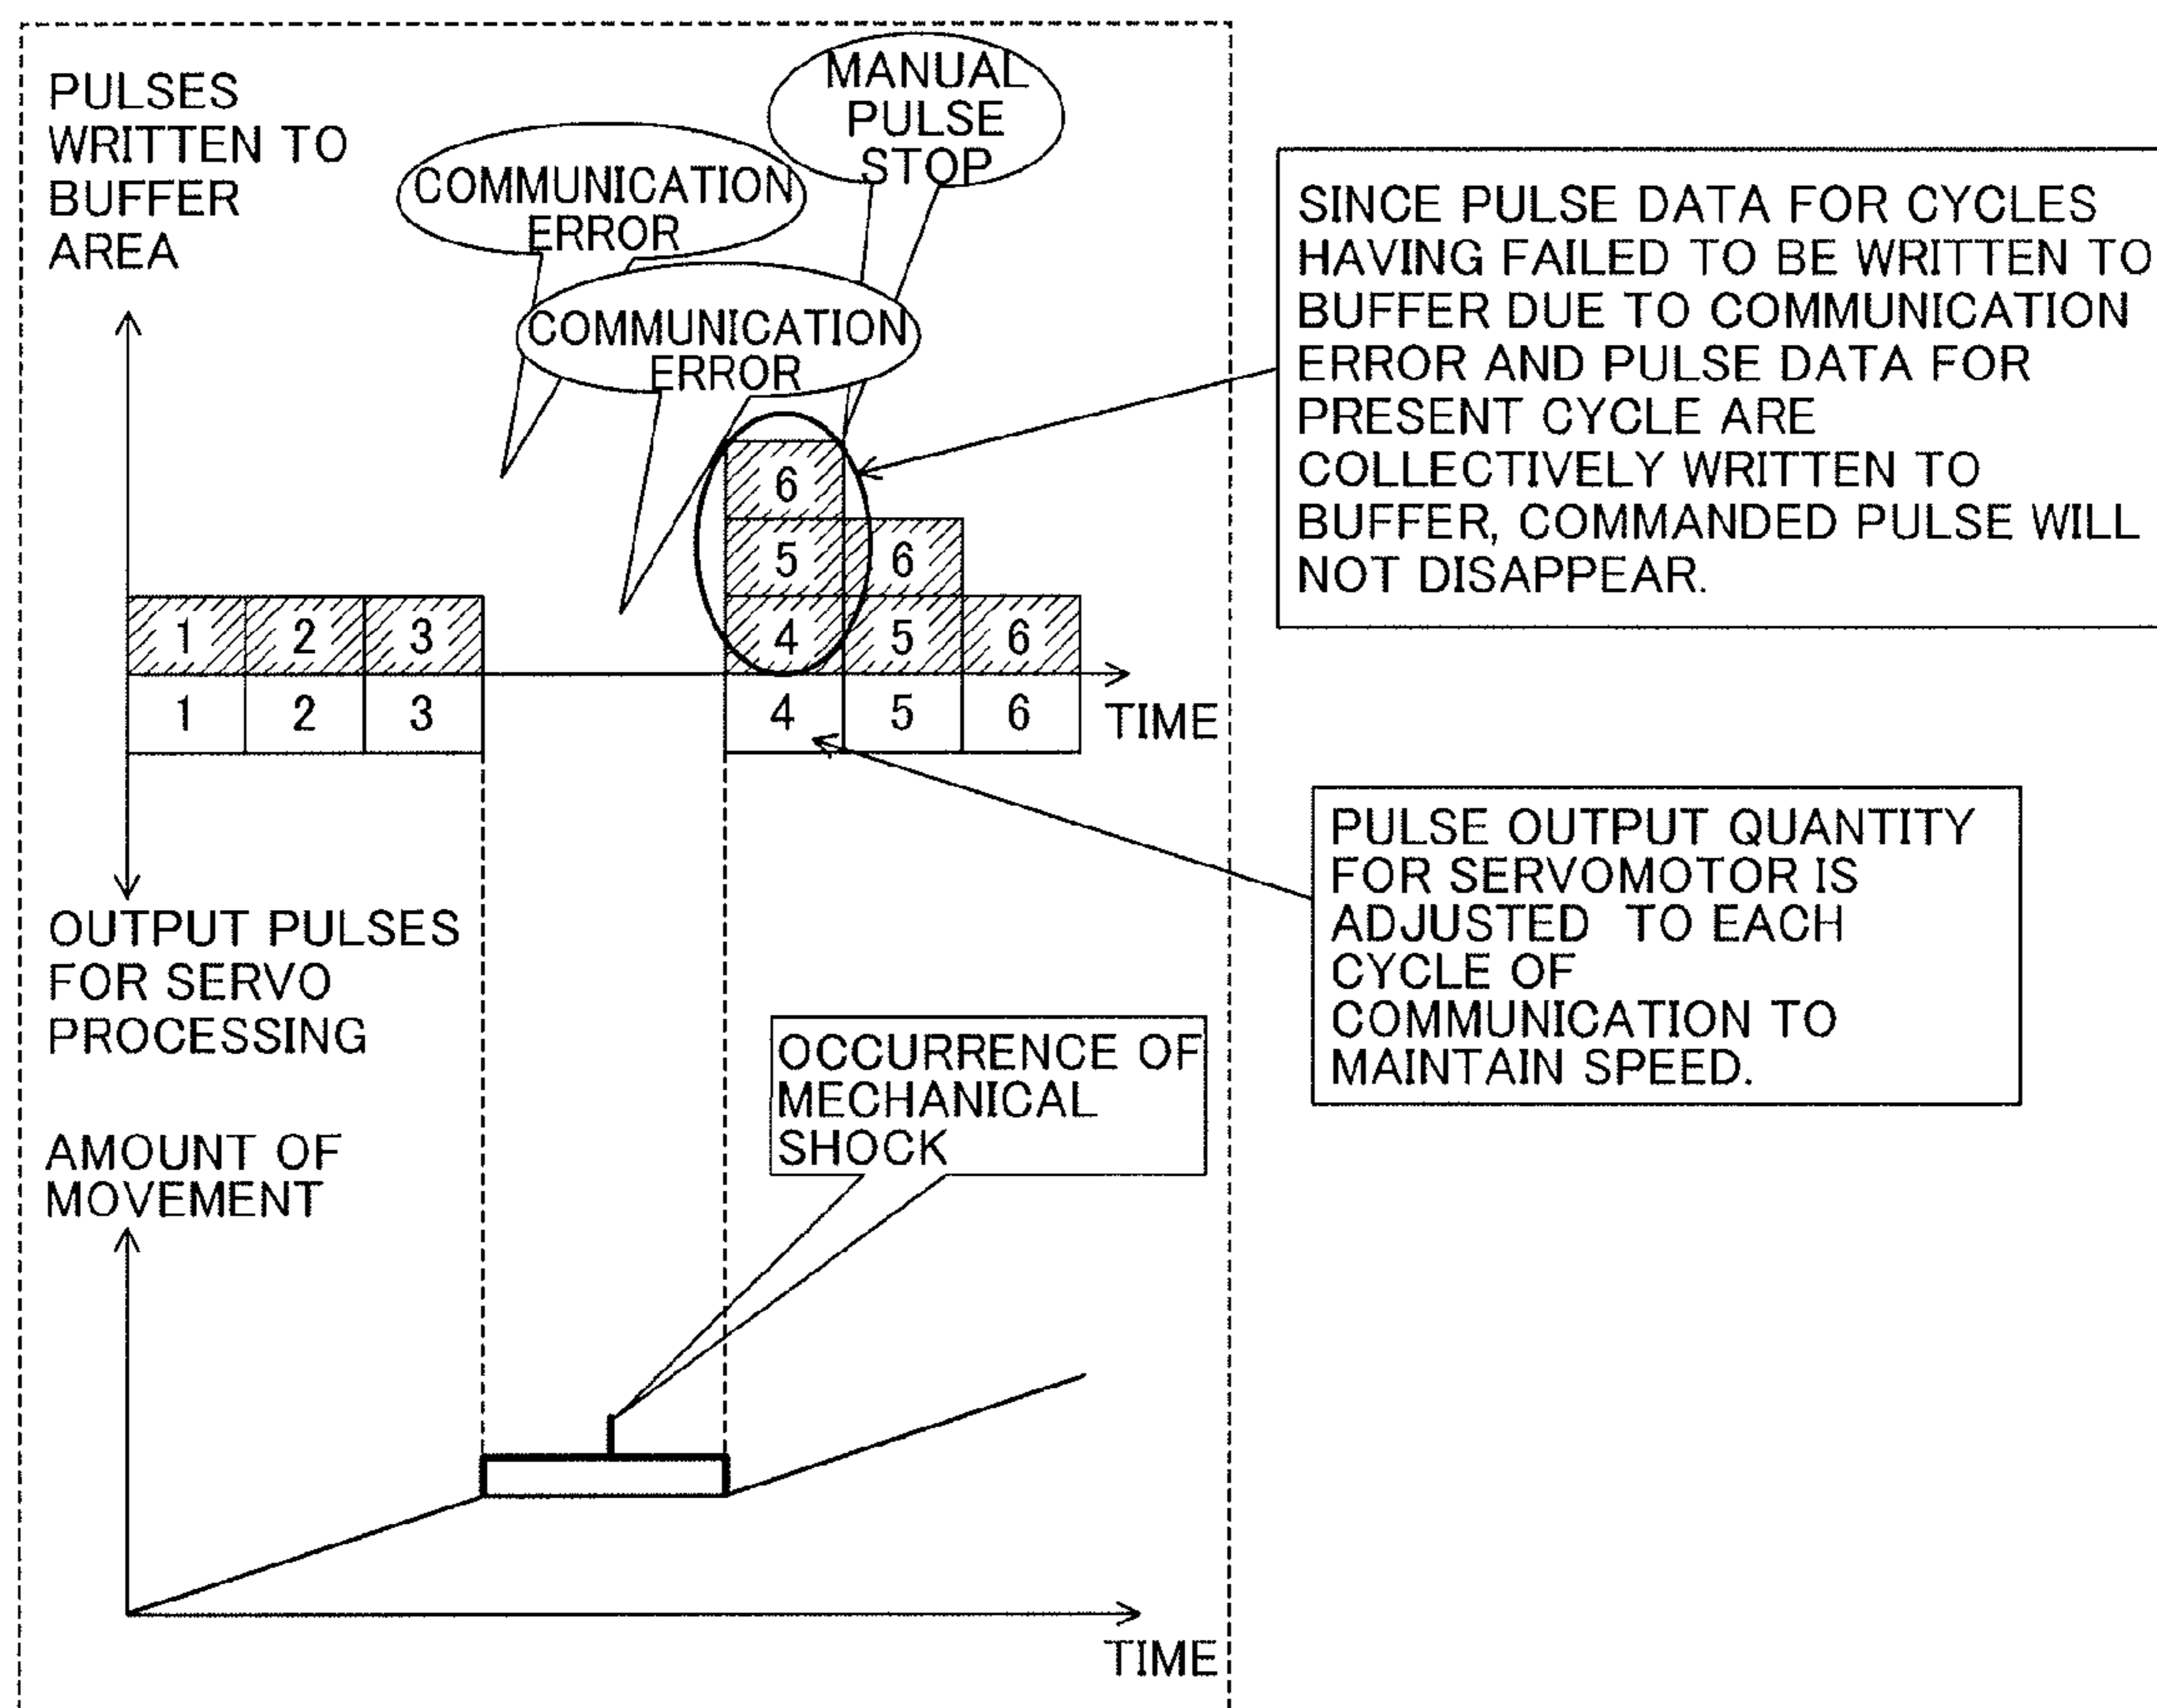 PULSES
WRITTEN TO
BUFFER
AREA
MANUAL
PULSE
STOP
COMMUNICATION
ERROR
COMMUNICATION
ERROR
SINCE PULSE DATA FOR CYCLES
HAVING FAILED TO BE WRITTEN TO
BUFFER DUE TO COMMUNICATION
ERROR AND PULSE DATA FOR
PRESENT CYCLE ARE
COLLECTIVELY WRITTEN TO
BUFFER, COMMANDED PULSE WILL
NOT DISAPPEAR.
6
5 6
1 2 3 4 5 6
1 2 3 4 5 6
TIME
OUTPUT PULSES
FOR SERVO
PROCESSING
PULSE OUTPUT QUANTITY
FOR SERVOMOTOR IS
ADJUSTED TO EACH
CYCLE OF
COMMUNICATION TO
MAINTAIN SPEED.
OCCURRENCE OF
MECHANICAL
SHOCK
AMOUNT OF
MOVEMENT
TIME